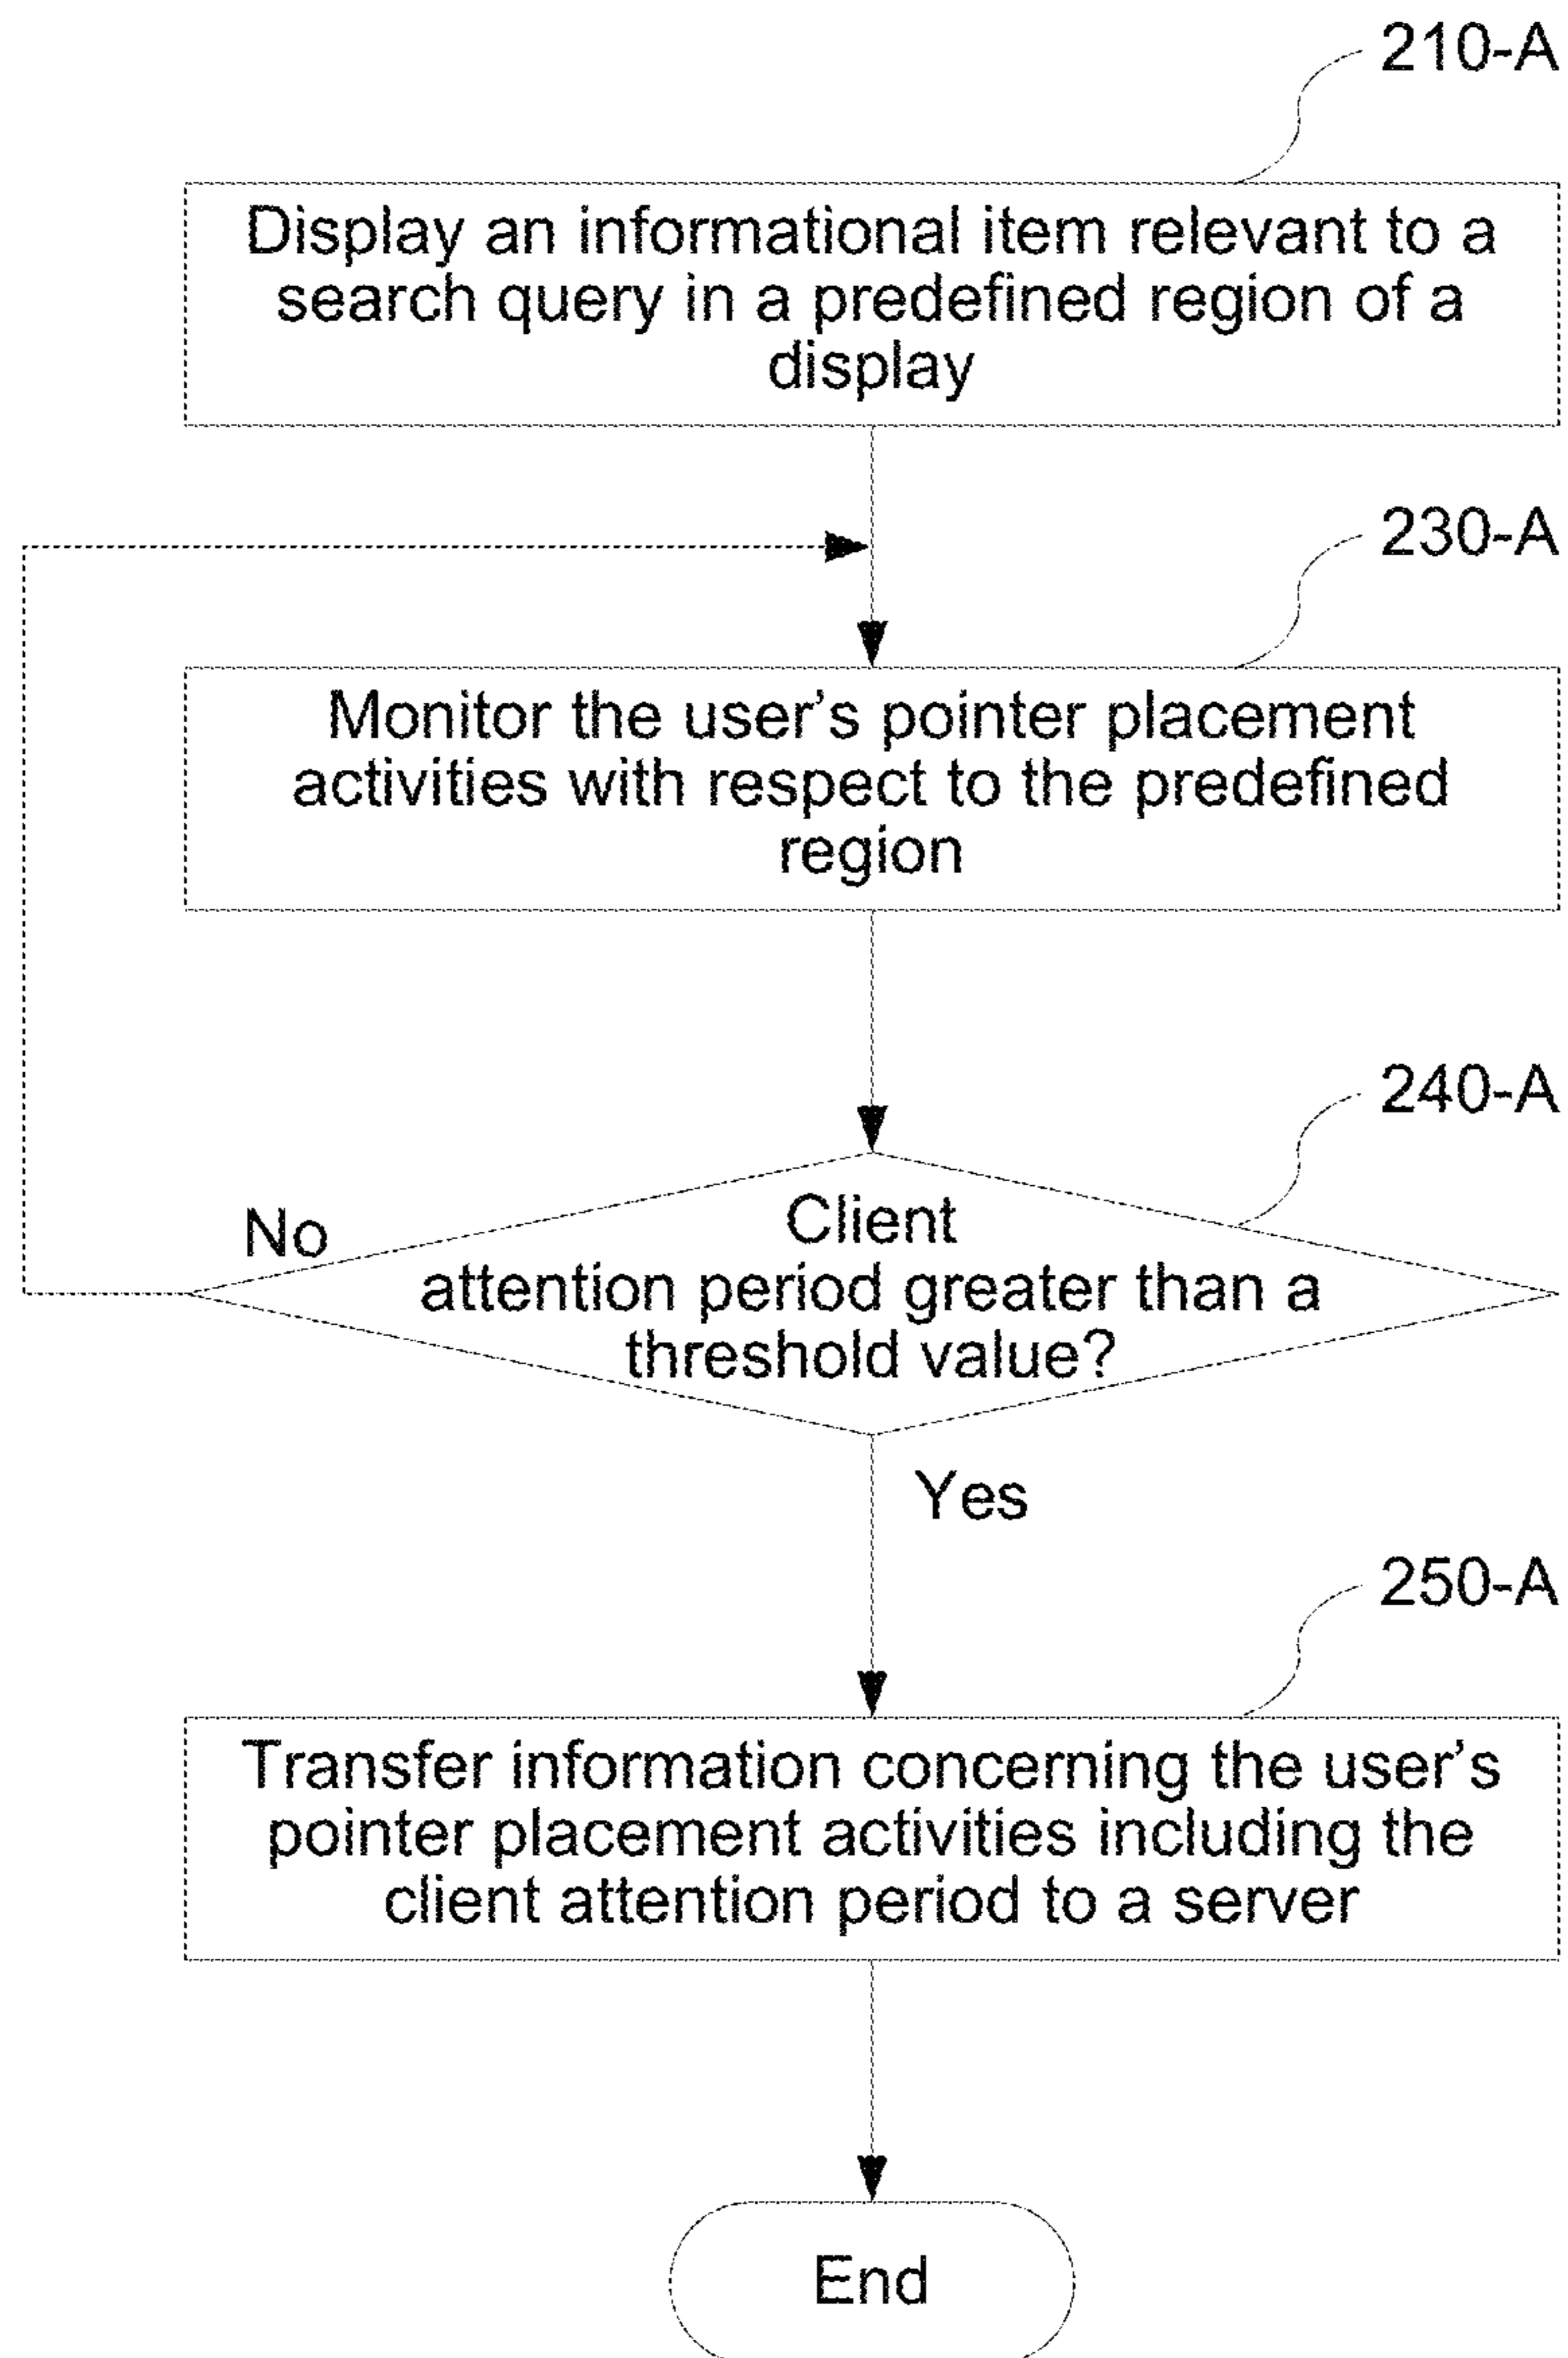 210-A
Display an informational item relevant to a
search query in a predefined region of a
display
230-A
Monitor the user's pointer placement
activities with respect to the predefined
region
240-A
No
Client
attention period greater than a
threshold value?
Yes
250-A
Transfer information concerning the user's
pointer placement activities including the
client attention period to a server
End